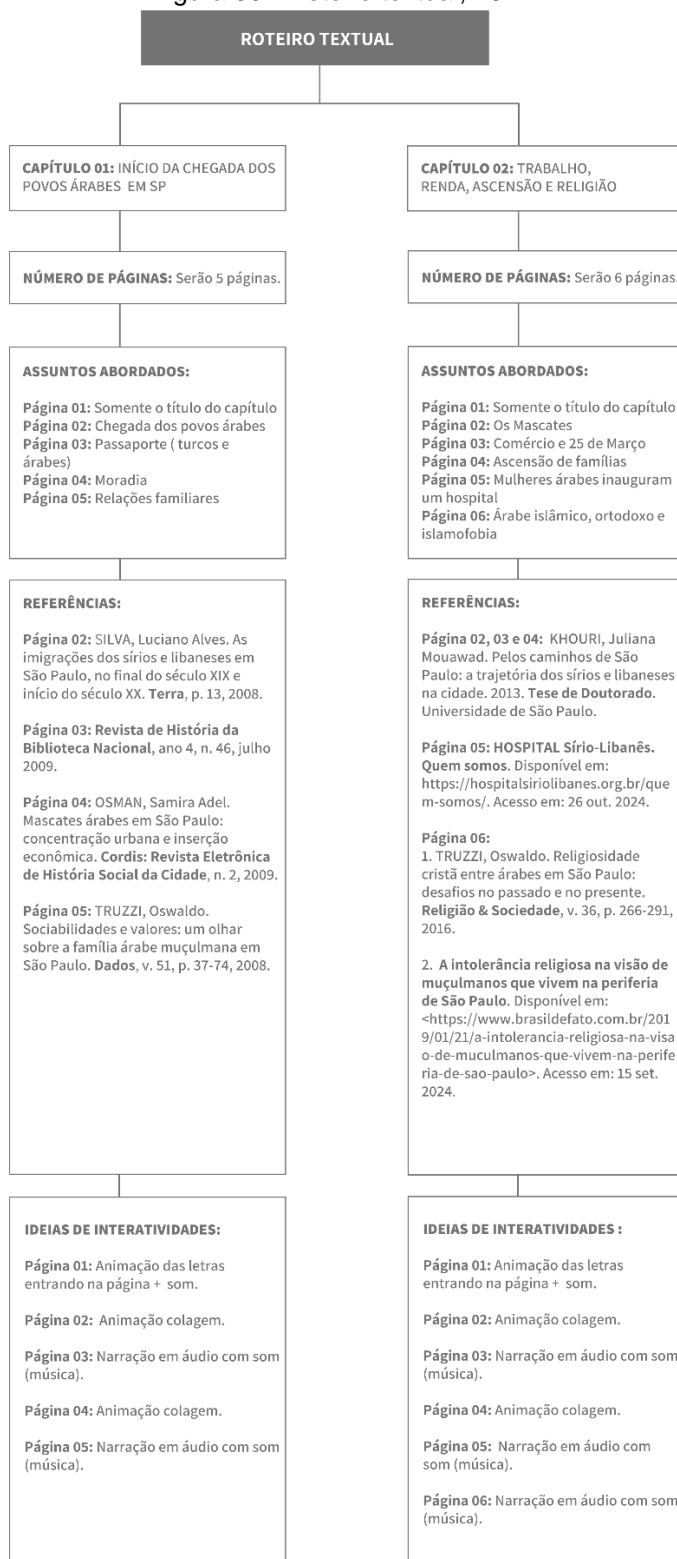 ROTEIRO TEXTUAL
CAPÍTULO 01: INÍCIO DA CHEGADA DOS
POVOS ÁRABES EM SP
NÚMERO DE PÁGINAS: Serão 5 páginas.
ASSUNTOS ABORDADOS:
Página 01: Somente o título do capítulo
Página 02: Chegada dos povos árabes
Página 03: Passaporte ( turcos e
árabes)
Página 04: Moradia
Página 05: Relações familiares
REFERÊNCIAS:
Página 02: SILVA, Luciano Alves. As
imigrações dos sírios e libaneses em
São Paulo, no final do século XIX e
início do século XX. Terra, p. 13, 2008.
Página 03: Revista de História da
Biblioteca Nacional, ano 4, n. 46, julho
2009.
Página 04: OSMAN, Samira Adel.
Mascates árabes em São Paulo:
concentração urbana e inserção
econômica. Cordis: Revista Eletrônica
de História Social da Cidade, n. 2, 2009.
Página 05: TRUZZI, Oswaldo.
Sociabilidades e valores: um olhar
sobre a família árabe muçulmana em
São Paulo. Dados, v. 51, p. 37-74, 2008.
IDEIAS DE INTERATIVIDADES:
Página 01: Animação das letras
entrando na página + som.
Página 02: Animação colagem.
Página 03: Narração em áudio com som
(música).
Página 04: Animação colagem.
Página 05: Narração em áudio com som
(música).
CAPÍTULO 02: TRABALHO,
RENDA, ASCENSÃO E RELIGIÃO
NÚMERO DE PÁGINAS: Serão 6 páginas.
ASSUNTOS ABORDADOS:
Página 01: Somente o título do capítulo
Página 02: Os Mascates
Página 03: Comércio e 25 de Março
Página 04: Ascensão de famílias
Página 05: Mulheres árabes inauguram
um hospital
Página 06: Árabe islâmico, ortodoxo e
islamofobia
REFERÊNCIAS:
Página 02, 03 e 04: KHOURI, Juliana
Mouawad. Pelos caminhos de São
Paulo: a trajetória dos sírios e libaneses
na cidade. 2013. Tese de Doutorado.
Universidade de São Paulo.
Página 05: HOSPITAL Sírio-Libanês.
Quem somos. Disponível em:
https://hospitalsiriolibanes.org.br/que
m-somos/. Acesso em: 26 out. 2024.
Página 06:
1. TRUZZI, Oswaldo. Religiosidade
cristã entre árabes em São Paulo:
desafios no passado e no presente.
Religião & Sociedade, v. 36, p. 266-291,
2016.
2. A intolerância religiosa na visão de
muçulmanos que vivem na periferia
de São Paulo. Disponível em:
<https://www.brasildefato.com.br/201
9/01/21/a-intolerancia-religiosa-na-visa
o-de-muculmanos-que-vivem-na-perife
ria-de-sao-paulo>. Acesso em: 15 set.
2024.
IDEIAS DE INTERATIVIDADES :
Página 01: Animação das letras
entrando na página + som.
Página 02: Animação colagem.
Página 03: Narração em áudio com som
(música).
Página 04: Animação colagem.
Página 05: Narração em áudio com
som (música).
Página 06: Narração em áudio com som
(música).